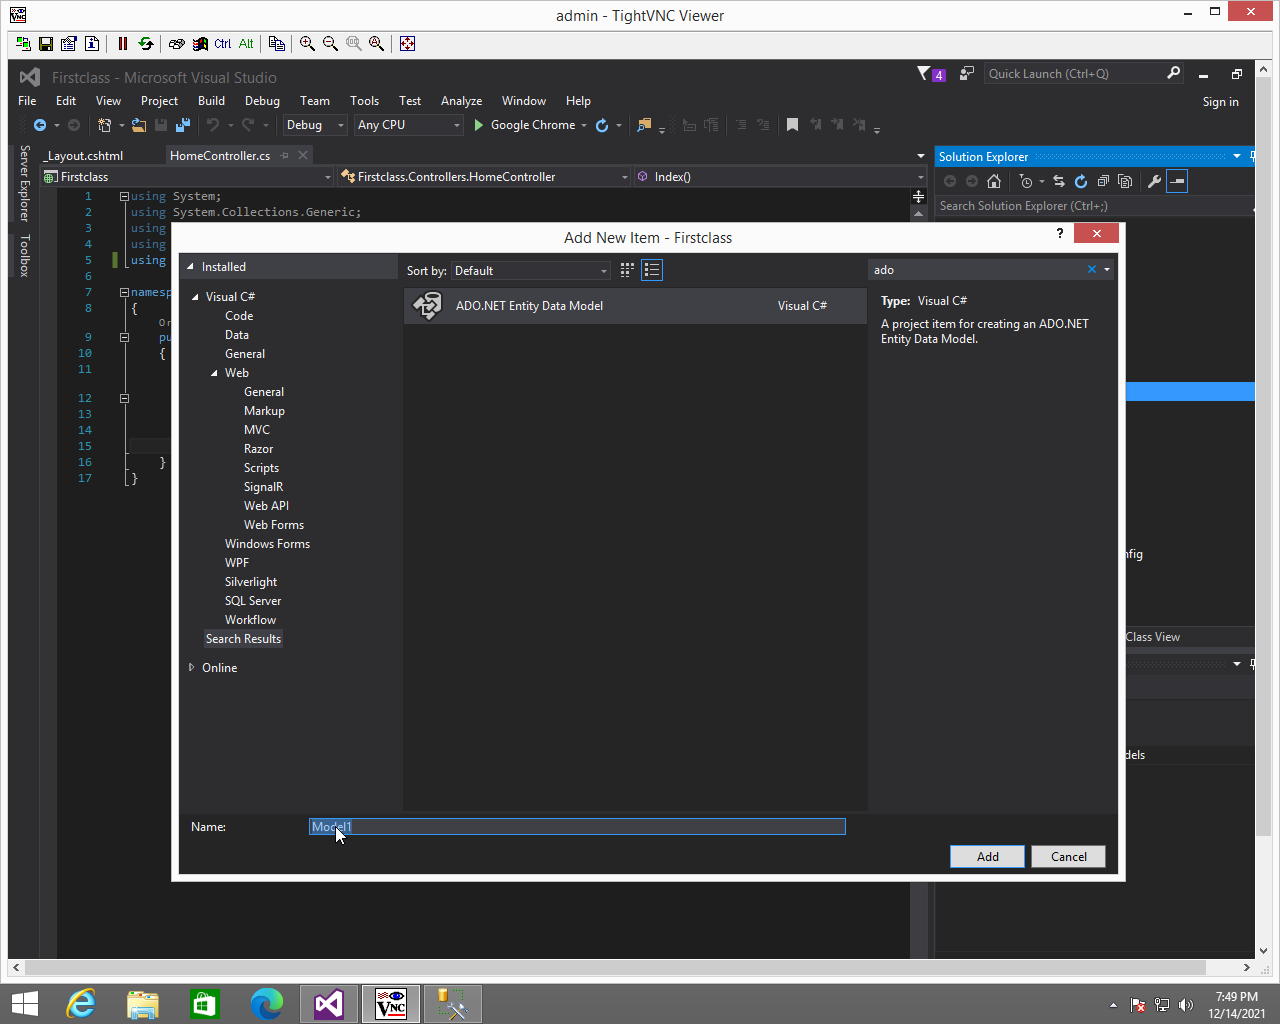 admin - TightVNC Viewer
Ctrl Alt
Firstclass - Microsoft Visual Studio
4
Quick Launch (Ctrl+Q)
File Edit View Project Build Debug Team Tools Test Analyze Window Help
Sign in
Debug
Any CPU
Google Chrome
Server Explorer
Toolbox
_Layout.cshtml
HomeController.cs
Solution Explorer
Firstclass
Firstclass.Controllers.HomeController
Index()
Search Solution Explorer (Ctrl+;)
1 using System;
2 using System.Collections.Generic;
3 using
4 using
5 using
6
7 namesp
8 {
9 pu
10 {
11
12
13
14
15
16 }
17 }
Add New Item - Firstclass
?
Installed
Sort by: Default
ado
Visual C#
Code
Data
General
Web
General
Markup
MVC
Razor
Scripts
SignalR
Web API
Web Forms
Windows Forms
WPF
Silverlight
SQL Server
Workflow
Search Results
Online
ADO.NET Entity Data Model Visual C#
Type: Visual C#
A project item for creating an ADO.NET
Entity Data Model.
Name: Model1
Add
Cancel
nfig
Class View
dels
7:49 PM
12/14/2021